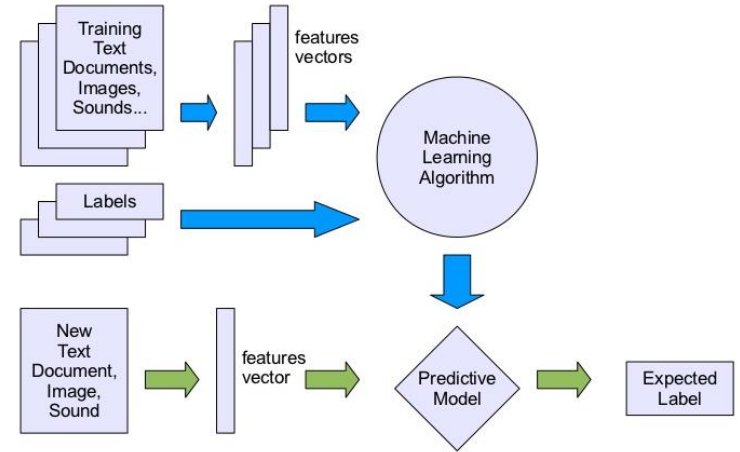 Training
Text
Documents,
Images,
Sounds...
features
vectors
Machine
Learning
Algorithm
Labels
New
Text
Document,
Image,
Sound
features
vector
Predictive
Model
Expected
Label